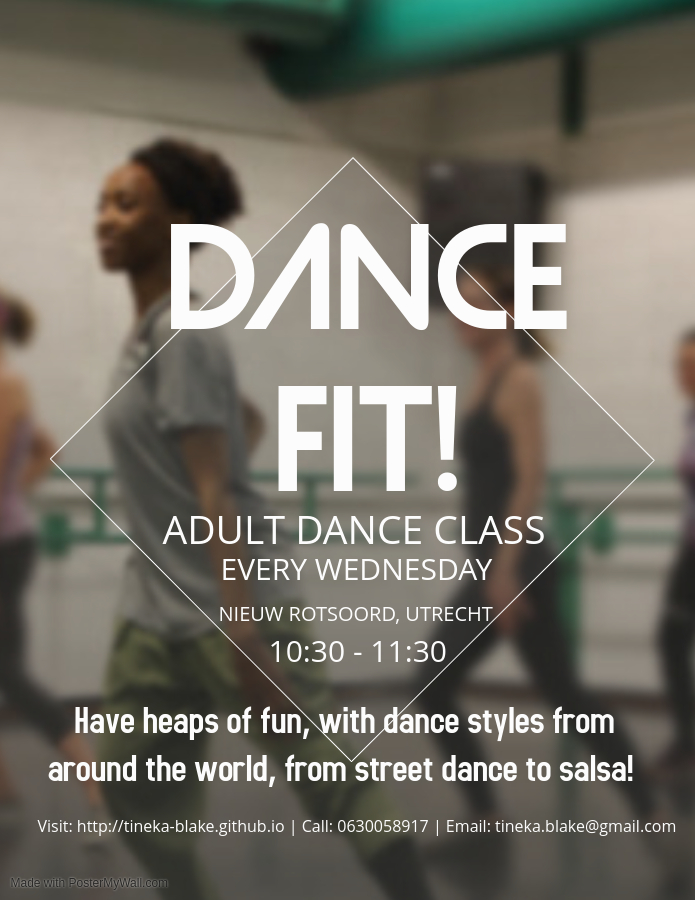 DANCE
FIT!
ADULT DANCE CLASS
EVERY WEDNESDAY
NIEUW ROTSOORD, UTRECHT
10:30 - 11:30
Have heaps of fun, with dance styles from
around the world, from street dance to salsa!
Visit: http://tineka-blake.github.io | Call: 0630058917 | Email: tineka.blake@gmail.com
Made with PosterMyWall.com